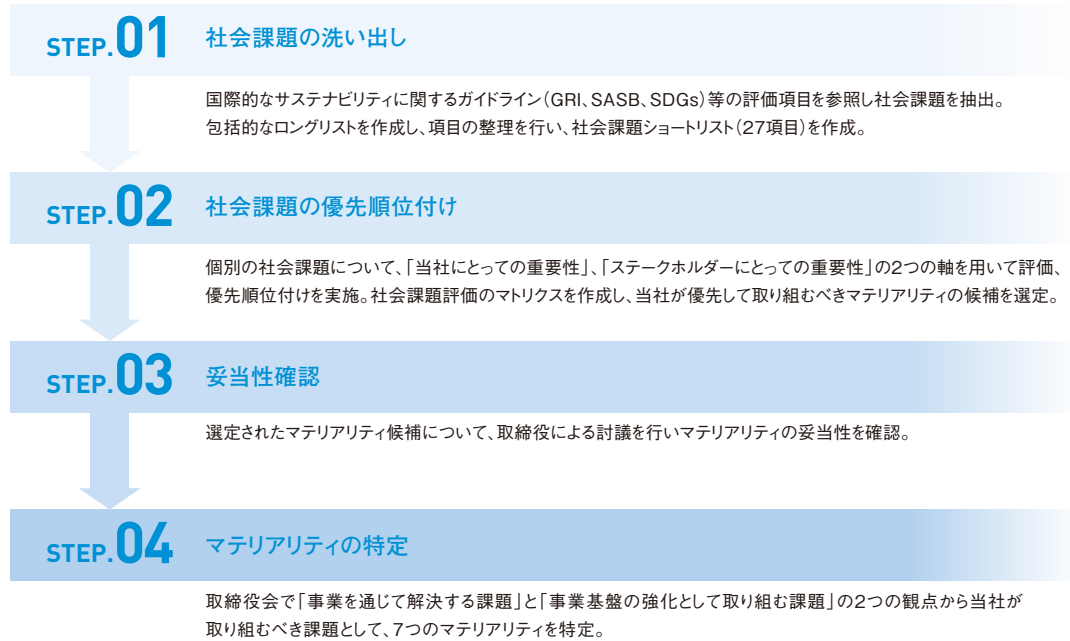 STEP.01 社会課題の洗い出し
国際的なサステナビリティに関するガイドライン（GRI、SASB、SDGs）等の評価項目を参照し社会課題を抽出。
包括的なロングリストを作成し、項目の整理を行い、社会課題ショートリスト（27項目）を作成。
STEP.02 社会課題の優先順位付け
個別の社会課題について、「当社にとっての重要性」、「ステークホルダーにとっての重要性」の2つの軸を用いて評価、
優先順位付けを実施。社会課題評価のマトリクスを作成し、当社が優先して取り組むべきマテリアリティの候補を選定。
STEP.03 妥当性確認
選定されたマテリアリティ候補について、取締役による討議を行いマテリアリティの妥当性を確認。
STEP.04 マテリアリティの特定
取締役会で「事業を通じて解決する課題」と「事業基盤の強化として取り組む課題」の2つの観点から当社が
取り組むべき課題として、7つのマテリアリティを特定。